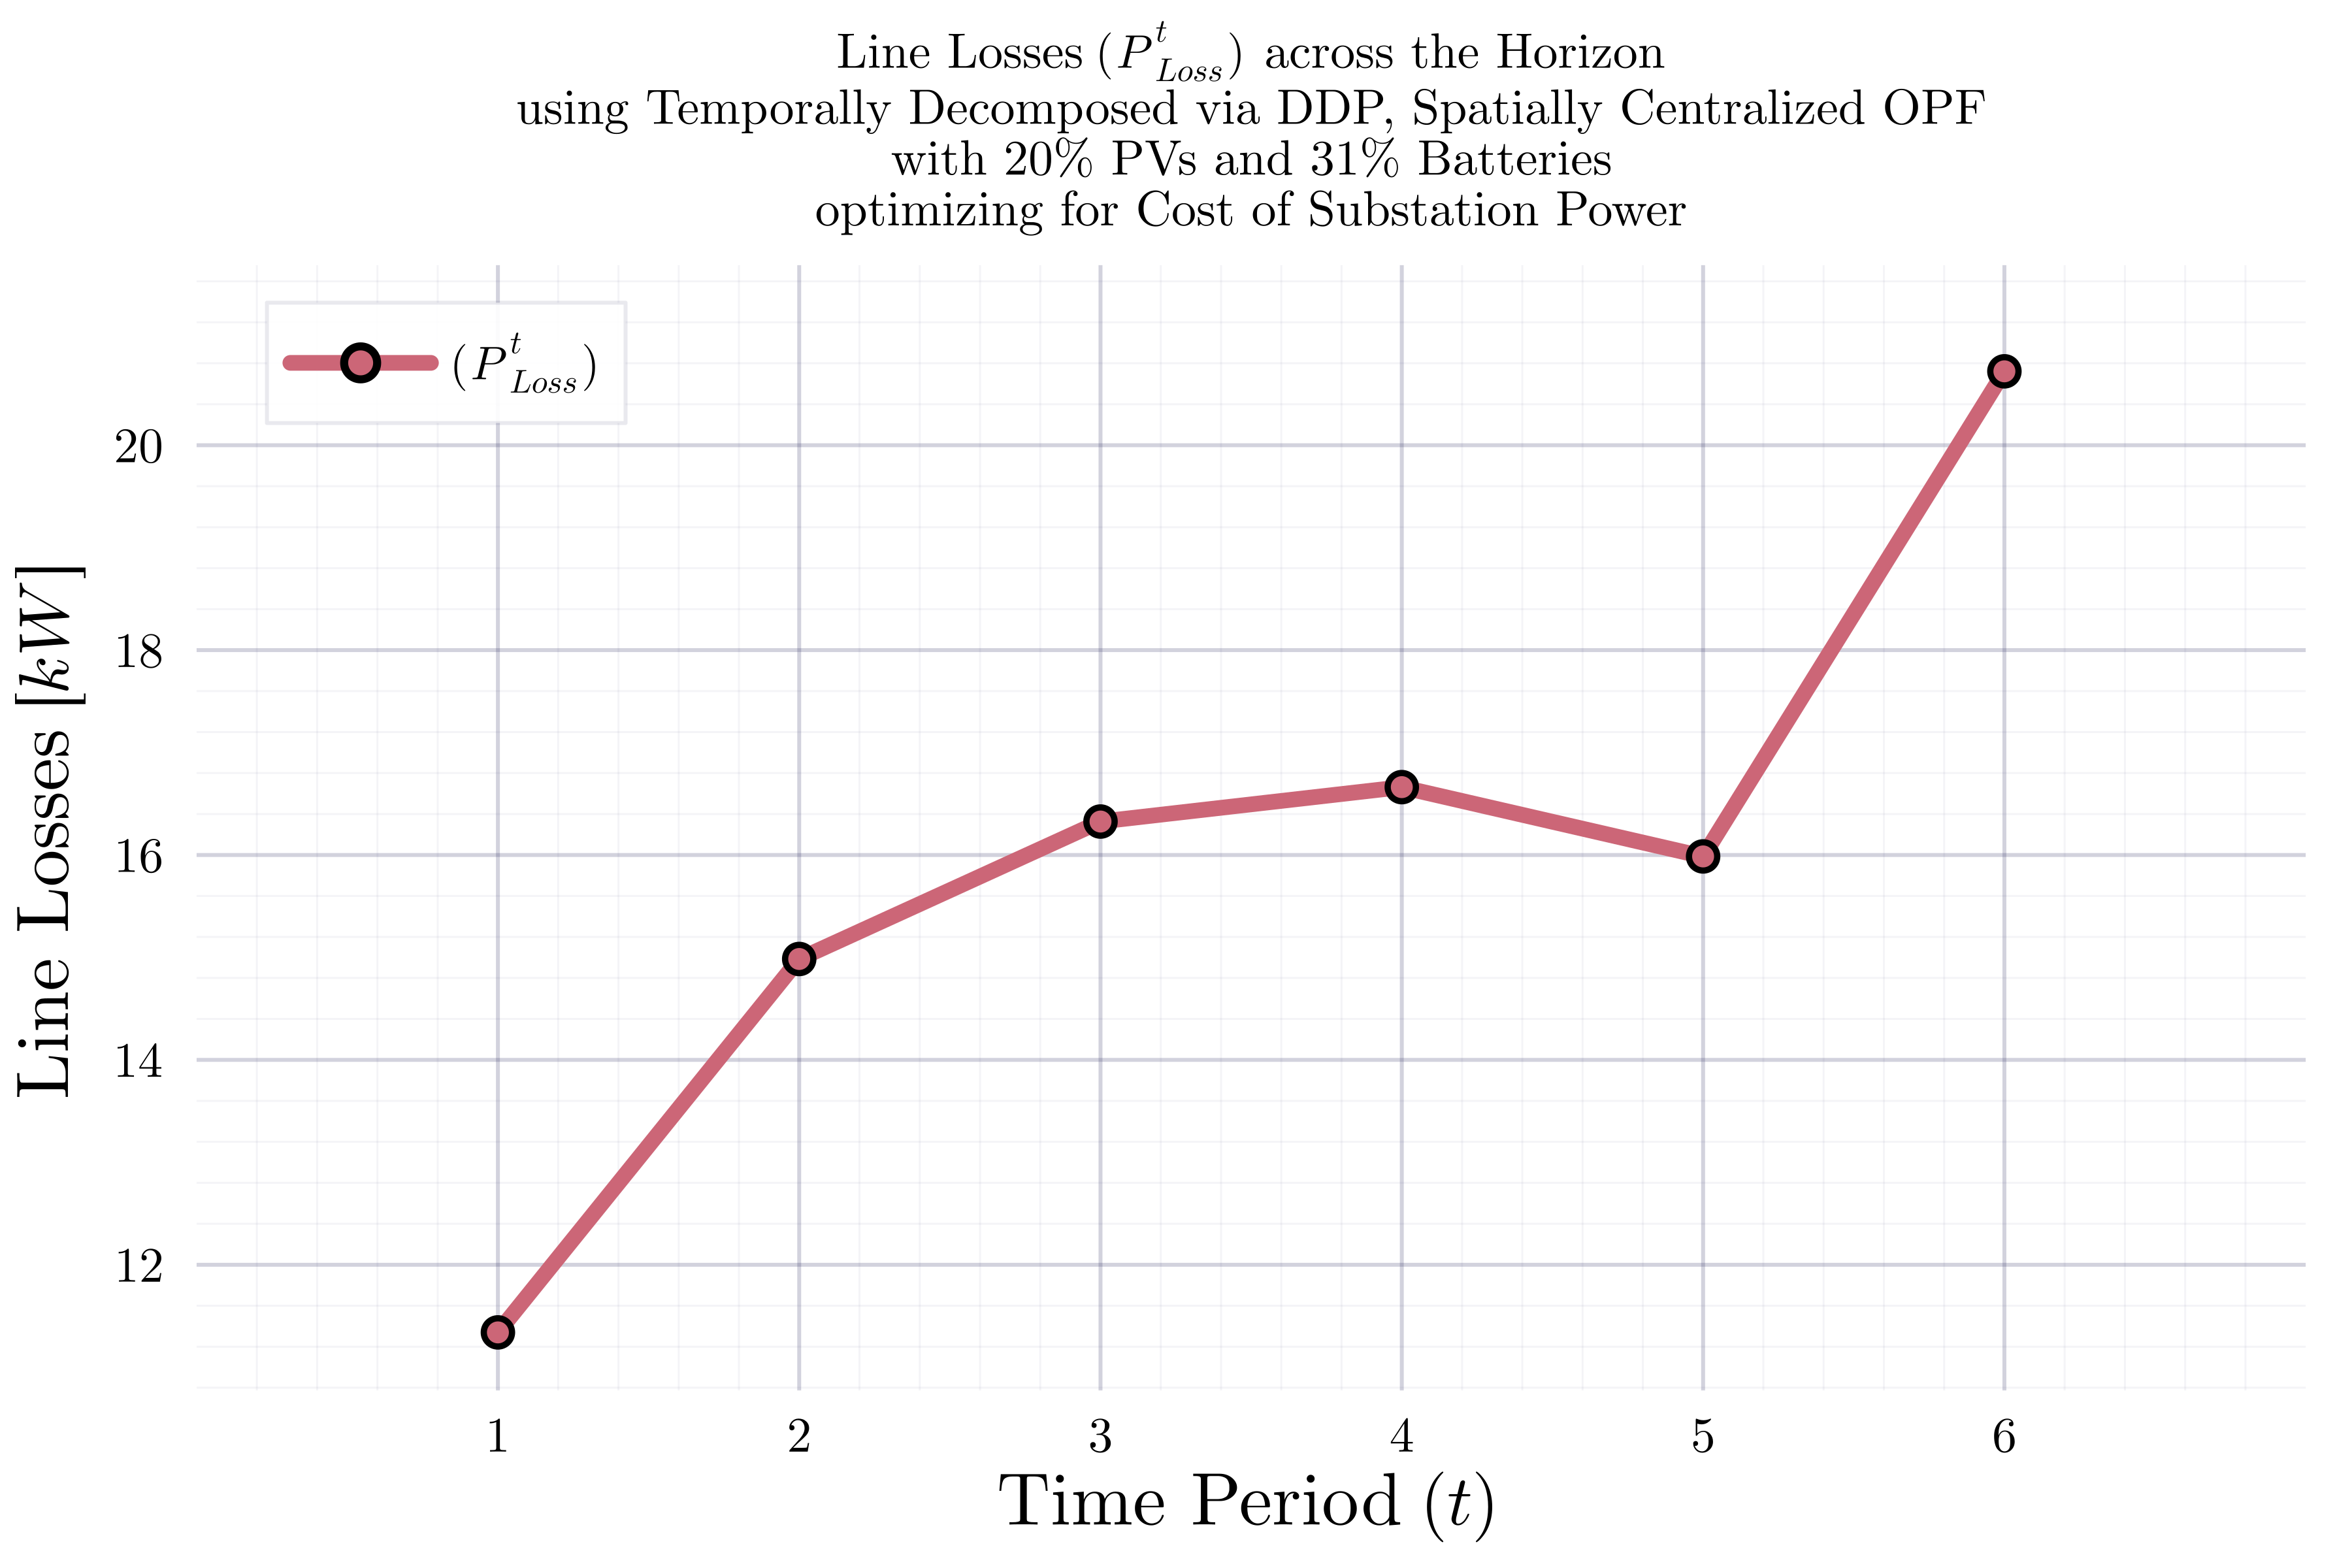 Line Losses (P^t_Loss) across the Horizon
using Temporally Decomposed via DDP, Spatially Centralized OPF
with 20% PVs and 31% Batteries
optimizing for Cost of Substation Power
(P^t_Loss)
Line Losses [kW]
20
18
16
14
12
1 2 3 4 5 6
Time Period (t)